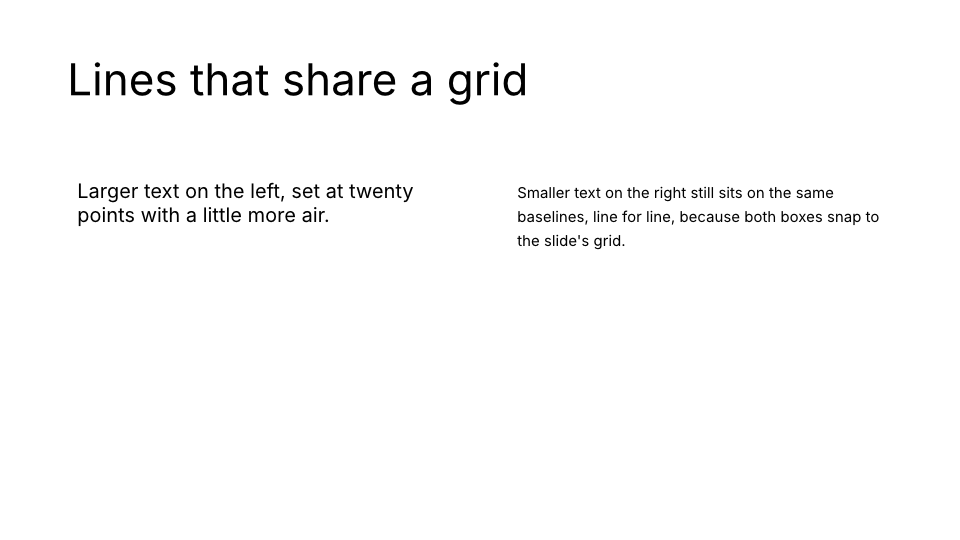 Lines that share a grid
Larger text on the left, set at twenty
points with a little more air.
Smaller text on the right still sits on the same
baselines, line for line, because both boxes snap to
the slide's grid.